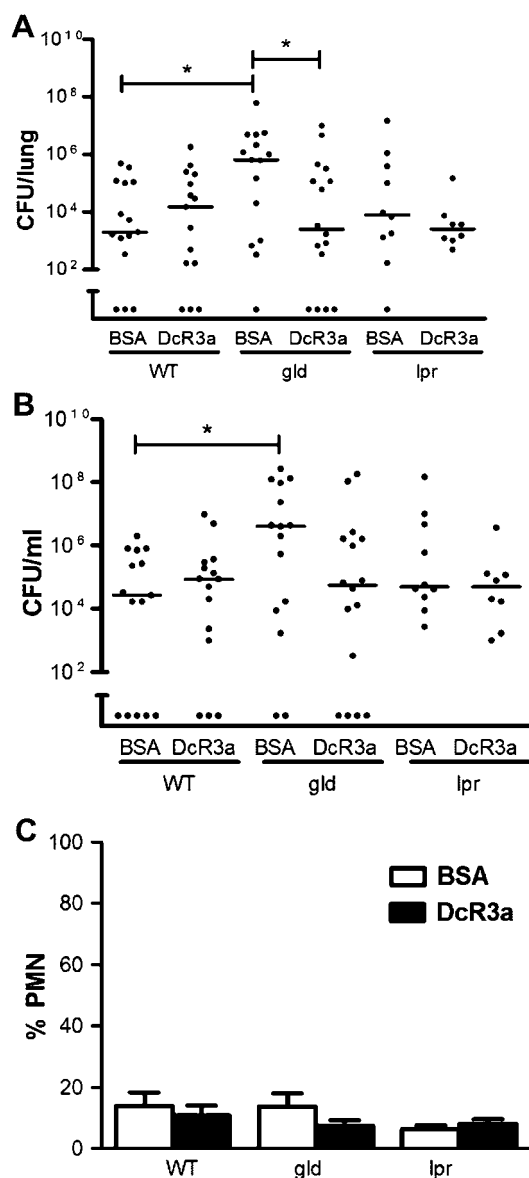 A
*
*
10^10
10^8
10^6
10^4
10^2
CFU/lung
BSA DcR3a BSA DcR3a BSA DcR3a
WT gld lpr
B
*
10^10
10^8
10^6
10^4
10^2
CFU/ml
BSA DcR3a BSA DcR3a BSA DcR3a
WT gld lpr
C
100
80
60
40
20
0
% PMN
BSA
DcR3a
WT gld lpr